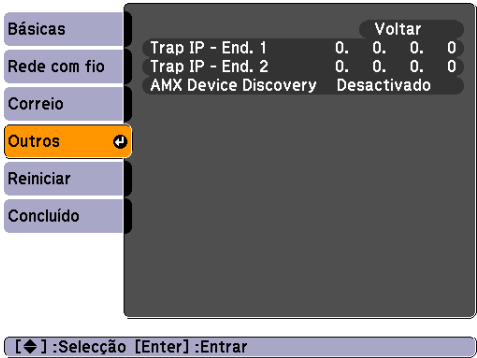 Básicas
Rede com fio
Correio
Outros
Reiniciar
Concluído
Voltar
Trap IP - End. 1 0. 0. 0. 0
Trap IP - End. 2 0. 0. 0. 0
AMX Device Discovery Desactivado
[◆] :Selecção [Enter] :Entrar